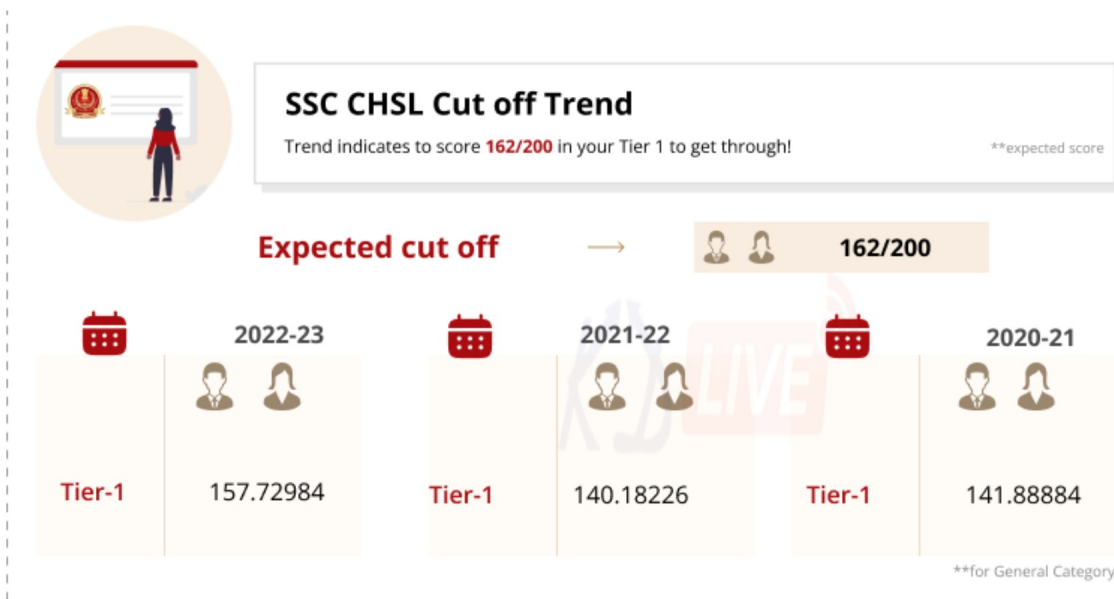 SSC CHSL Cut off Trend
Trend indicates to score 162/200 in your Tier 1 to get through!
**expected score
Expected cut off → 162/200
2022-23
2021-22
2020-21
LIVE
Tier-1 157.72984
Tier-1 140.18226
Tier-1 141.88884
**for General Category